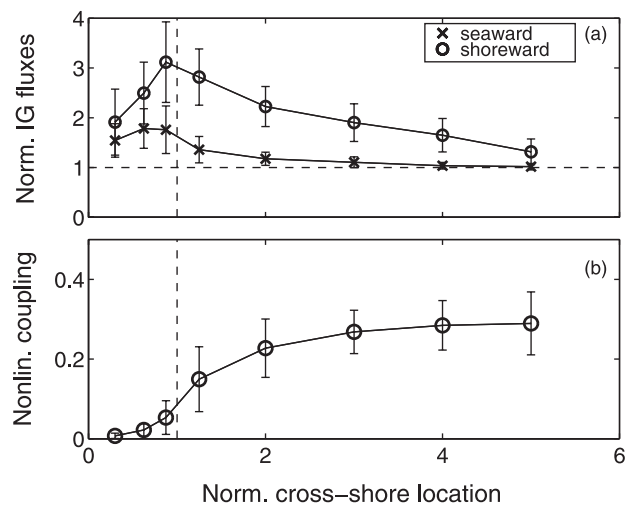 4
3
2
1
0
Norm. IG fluxes
seaward
shoreward
(a)
0.4
0.2
0
Nonlin. coupling
(b)
0 2 4 6
Norm. cross-shore location